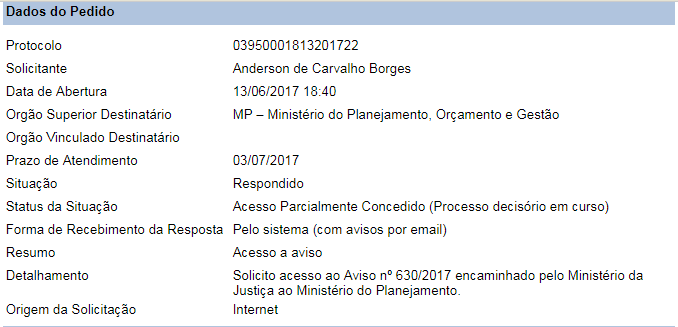 Dados do Pedido
Protocolo 03950001813201722
Solicitante Anderson de Carvalho Borges
Data de Abertura 13/06/2017 18:40
Orgão Superior Destinatário MP – Ministério do Planejamento, Orçamento e Gestão
Orgão Vinculado Destinatário
Prazo de Atendimento 03/07/2017
Situação Respondido
Status da Situação Acesso Parcialmente Concedido (Processo decisório em curso)
Forma de Recebimento da Resposta Pelo sistema (com avisos por email)
Resumo Acesso a aviso
Detalhamento Solicito acesso ao Aviso nº 630/2017 encaminhado pelo Ministério da
Justiça ao Ministério do Planejamento.
Origem da Solicitação Internet